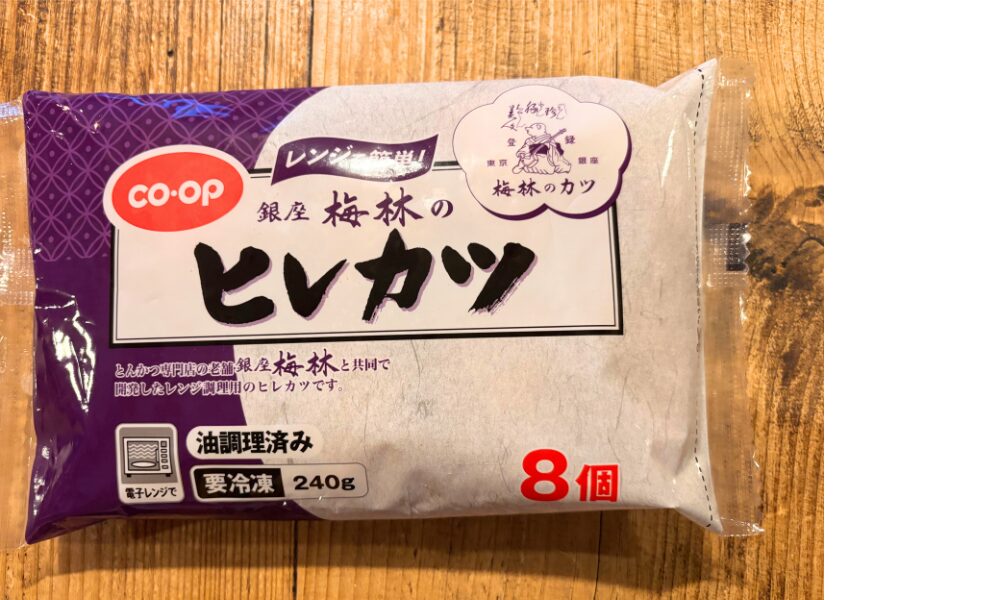 レンジで簡単！
CO・OP
銀座 梅林の
ヒレカツ
登録
東京 銀座
梅林のカツ
とんかつ専門店の老舗銀座梅林と共同で
開発したレンジ調理用のヒレカツです。
電子レンジで
油調理済み
要冷凍 240g
8個